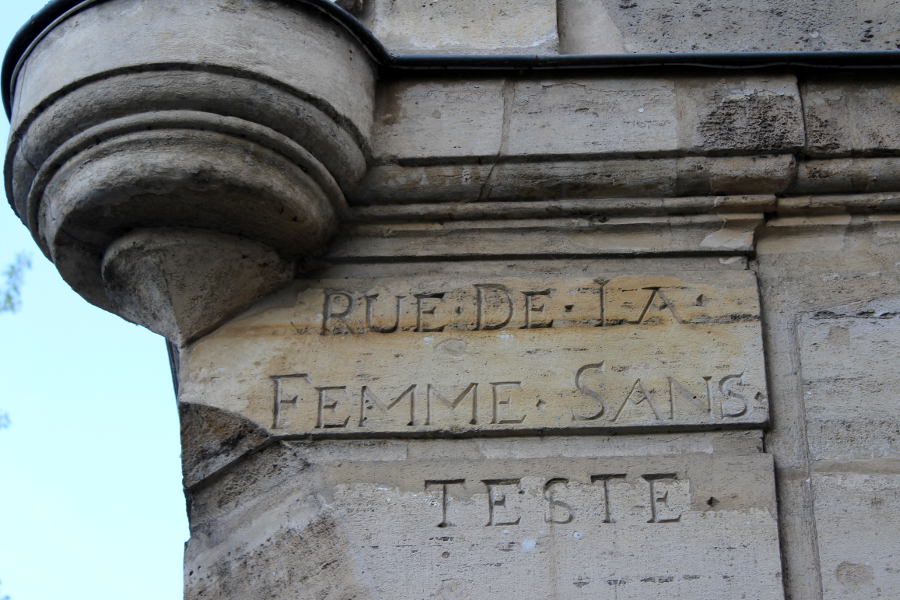 RUE · DE · LA ·
FEMME · SANS ·
TESTE ·